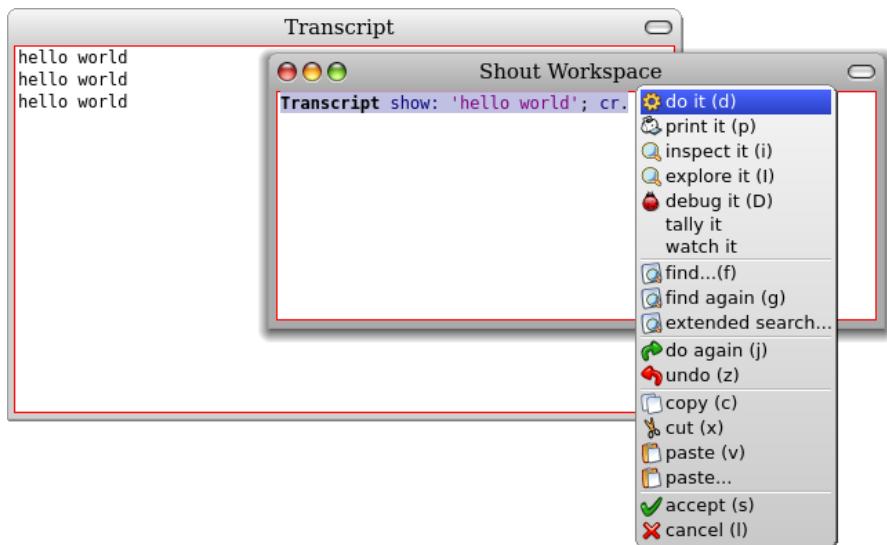 Transcript
hello world
hello world
hello world
Shout Workspace
Transcript show: 'hello world'; cr.
do it (d)
print it (p)
inspect it (i)
explore it (I)
debug it (D)
tally it
watch it
find...(f)
find again (g)
extended search...
do again (j)
undo (z)
copy (c)
cut (x)
paste (v)
paste...
accept (s)
cancel (l)